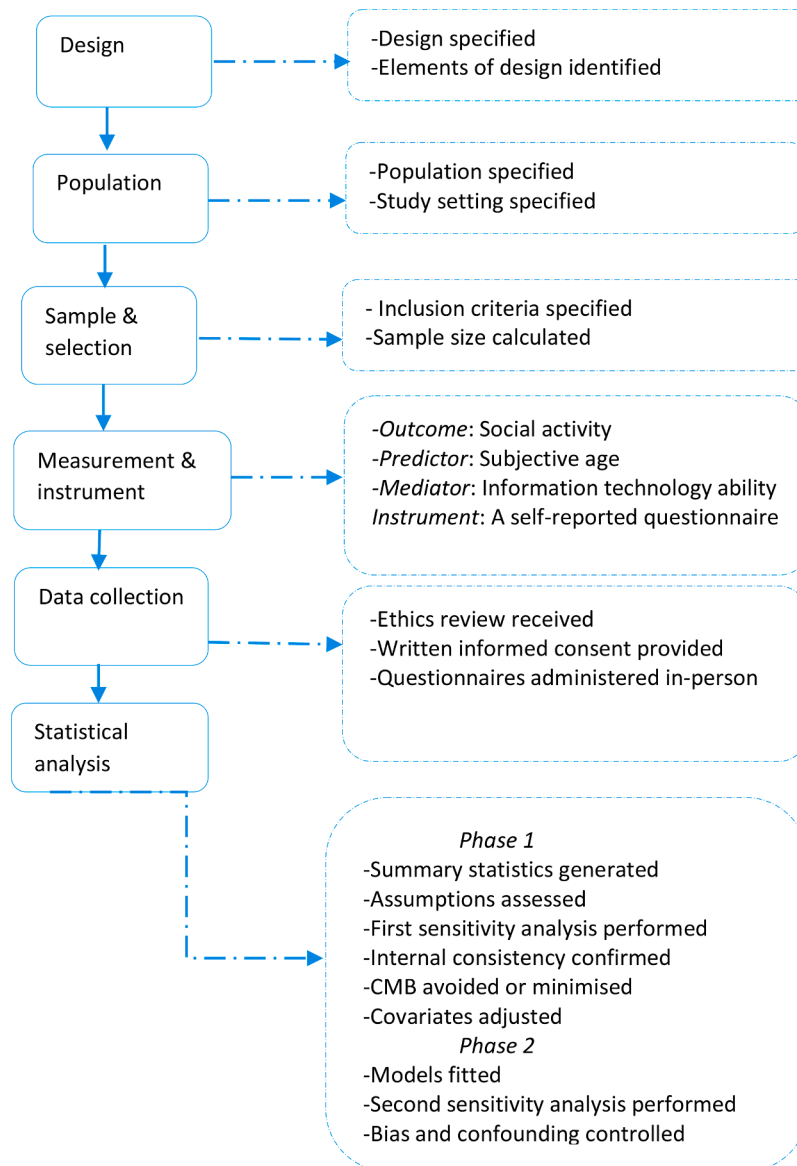 Design
-Design specified
-Elements of design identified
Population
-Population specified
-Study setting specified
Sample &
selection
- Inclusion criteria specified
-Sample size calculated
Measurement &
instrument
-Outcome: Social activity
-Predictor: Subjective age
-Mediator: Information technology ability
Instrument: A self-reported questionnaire
Data collection
-Ethics review received
-Written informed consent provided
-Questionnaires administered in-person
Statistical
analysis
Phase 1
-Summary statistics generated
-Assumptions assessed
-First sensitivity analysis performed
-Internal consistency confirmed
-CMB avoided or minimised
-Covariates adjusted
Phase 2
-Models fitted
-Second sensitivity analysis performed
-Bias and confounding controlled